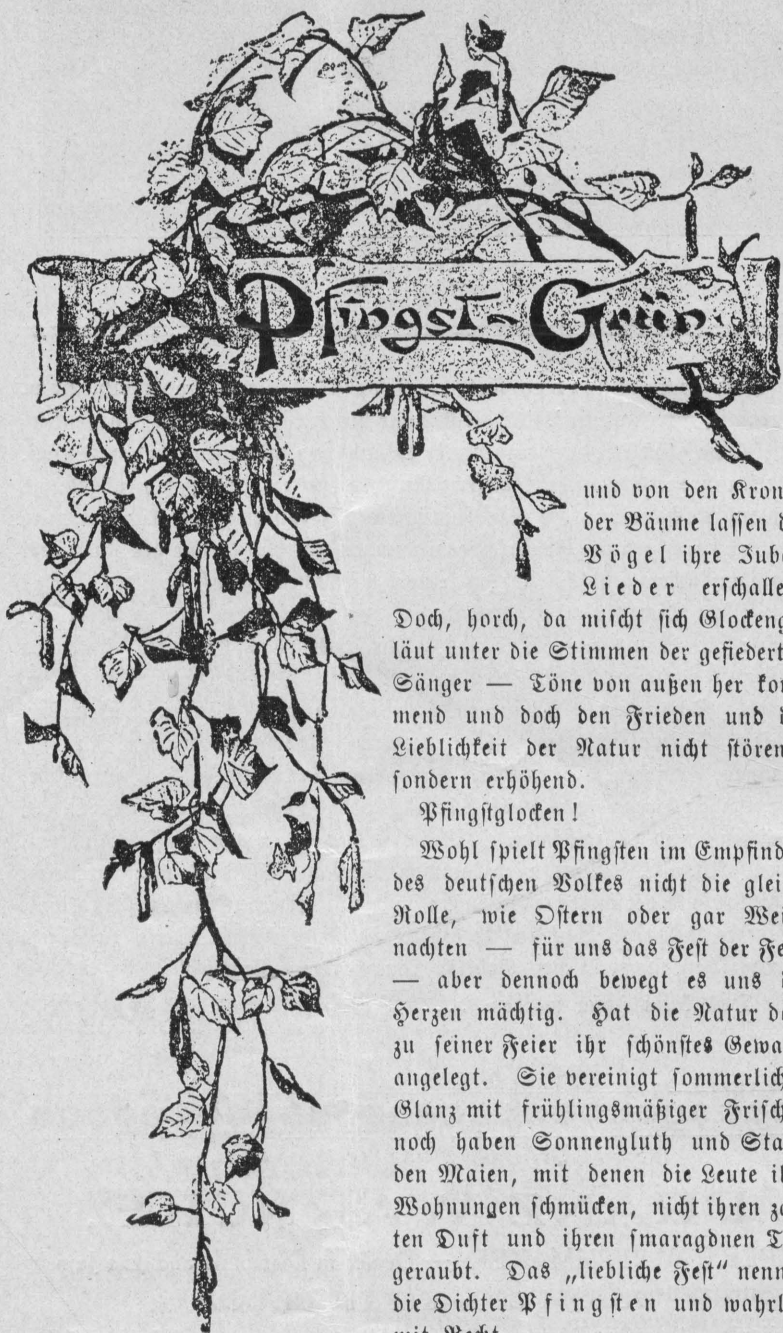 Pfingst-Grün.
und von den Kron
der Bäume lassen d
Vögel ihre Jub
Lieder erschalle
Doch, horch, da mischt sich Glockeng
läut unter die Stimmen der gefiedert
Sänger — Töne von außen her kom
mend und doch den Frieden und d
Lieblichkeit der Natur nicht stören
sondern erhöhend.
Pfingstglocken!
Wohl spielt Pfingsten im Empfind
des deutschen Volkes nicht die glei
Rolle, wie Ostern oder gar Wei
nachten — für uns das Fest der Fe
— aber dennoch bewegt es uns i
Herzen mächtig. Hat die Natur do
zu seiner Feier ihr schönstes Gewa
angelegt. Sie vereinigt sommerlich
Glanz mit frühlingsmäßiger Frisch
noch haben Sonnengluth und Sta
den Maien, mit denen die Leute ih
Wohnungen schmücken, nicht ihren za
ten Duft und ihren smaragdnen T
geraubt. Das „liebliche Fest“ nenn
die Dichter Pfingsten und wahrl
mit Recht